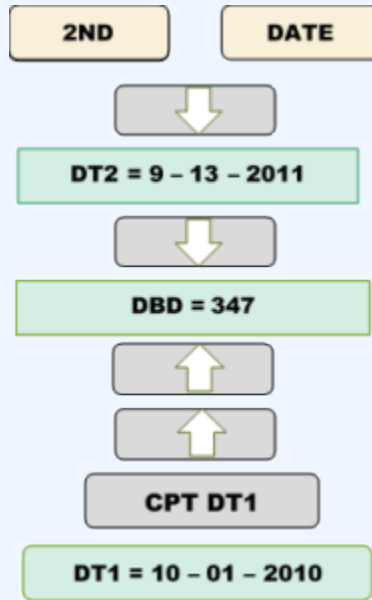 2ND DATE
DT2 = 9 – 13 – 2011
DBD = 347
CPT DT1
DT1 = 10 – 01 – 2010